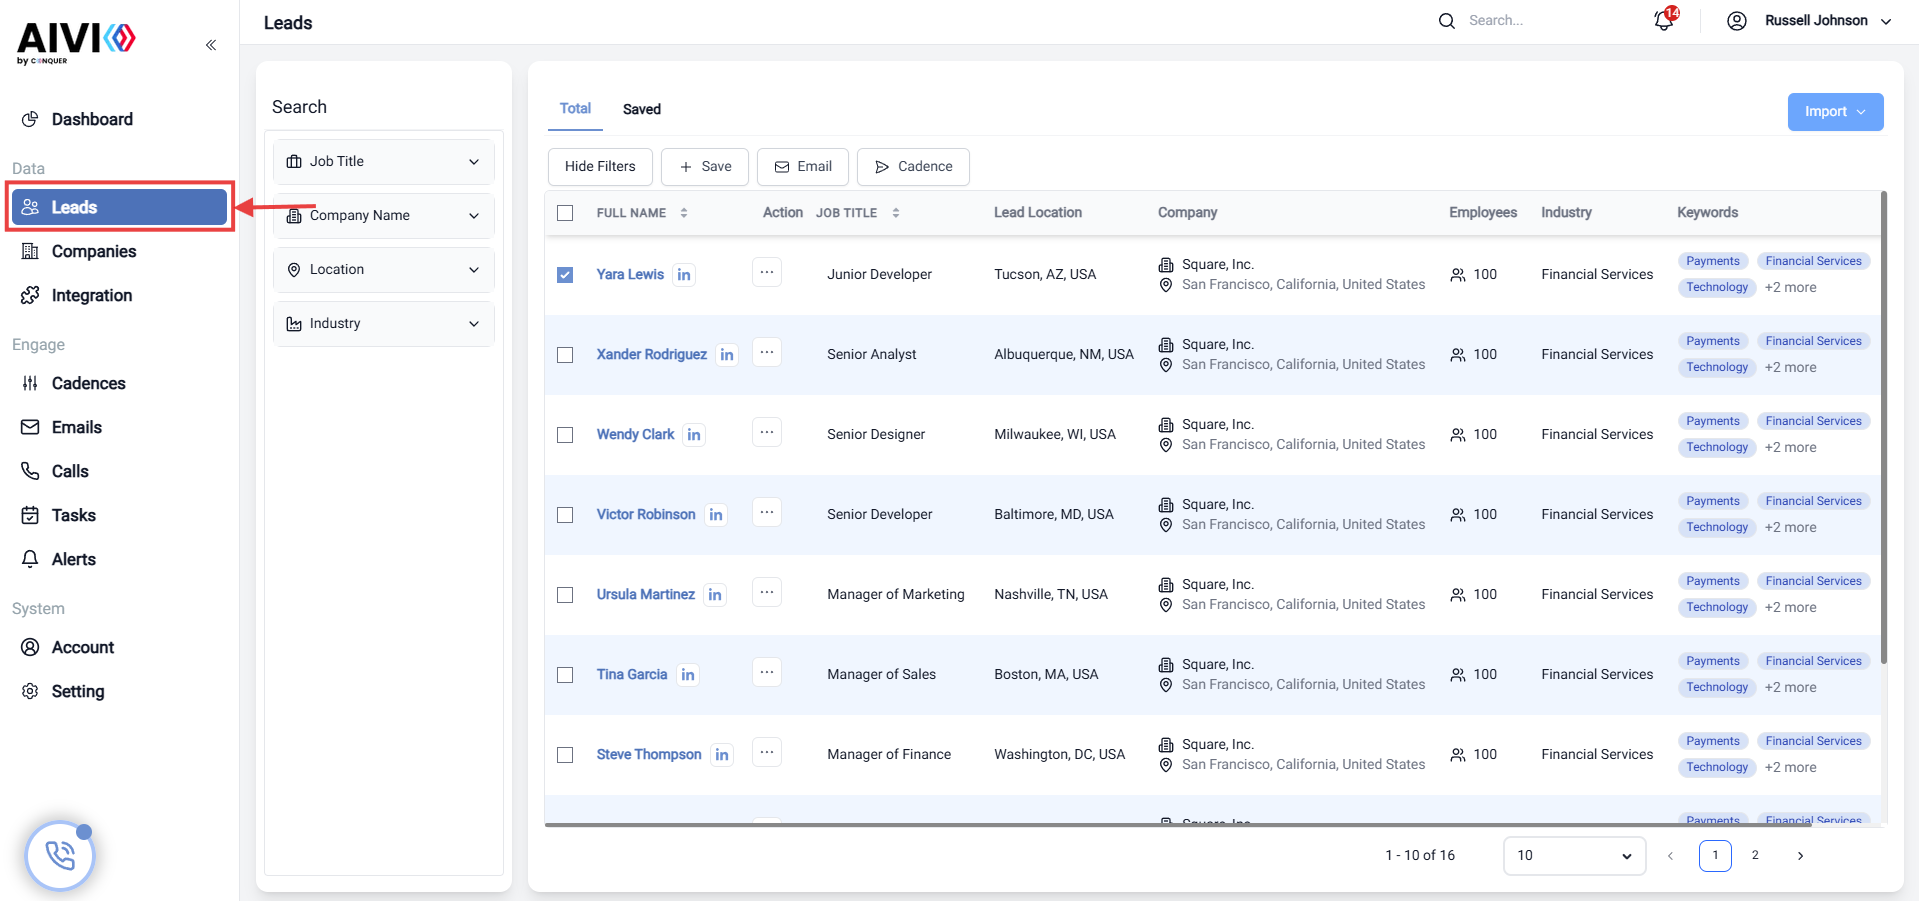 AIVI
by CONQUER
Leads
Search...
14
Russell Johnson
Dashboard
Data
Leads
Companies
Integration
Engage
Cadences
Emails
Calls
Tasks
Alerts
System
Account
Setting
Search
Job Title
Company Name
Location
Industry
Total
Saved
Import
Hide Filters
Save
Email
Cadence
FULL NAME Action JOB TITLE Lead Location Company Employees Industry Keywords
Yara Lewis in ... Junior Developer Tucson, AZ, USA Square, Inc. San Francisco, California, United States 100 Financial Services Payments Financial Services Technology +2 more
Xander Rodriguez in ... Senior Analyst Albuquerque, NM, USA Square, Inc. San Francisco, California, United States 100 Financial Services Payments Financial Services Technology +2 more
Wendy Clark in ... Senior Designer Milwaukee, WI, USA Square, Inc. San Francisco, California, United States 100 Financial Services Payments Financial Services Technology +2 more
Victor Robinson in ... Senior Developer Baltimore, MD, USA Square, Inc. San Francisco, California, United States 100 Financial Services Payments Financial Services Technology +2 more
Ursula Martinez in ... Manager of Marketing Nashville, TN, USA Square, Inc. San Francisco, California, United States 100 Financial Services Payments Financial Services Technology +2 more
Tina Garcia in ... Manager of Sales Boston, MA, USA Square, Inc. San Francisco, California, United States 100 Financial Services Payments Financial Services Technology +2 more
Steve Thompson in ... Manager of Finance Washington, DC, USA Square, Inc. San Francisco, California, United States 100 Financial Services Payments Financial Services Technology +2 more
Square, Inc. Payments Financial Services
1 - 10 of 16
10
1
2